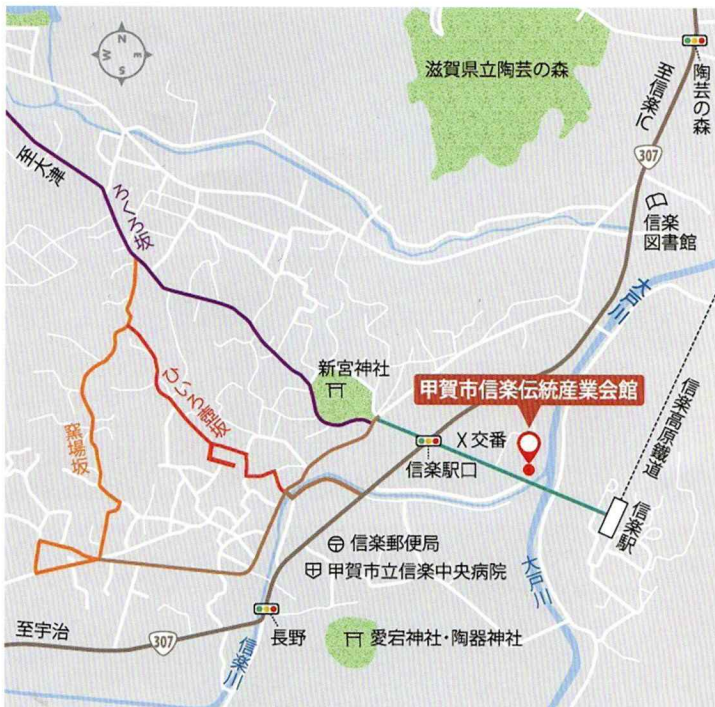 N
W
E
S
滋賀県立陶芸の森
陶芸の森
至信楽IC
307
信楽
図書館
至大津
ろくろ坂
大戸川
新宮神社
甲賀市信楽伝統産業会館
信楽高原鐵道
ひいろ壺坂
窯場坂
交番
信楽駅口
信楽駅
信楽郵便局
甲賀市立信楽中央病院
大戸川
至宇治
307
長野
信楽川
愛宕神社・陶器神社